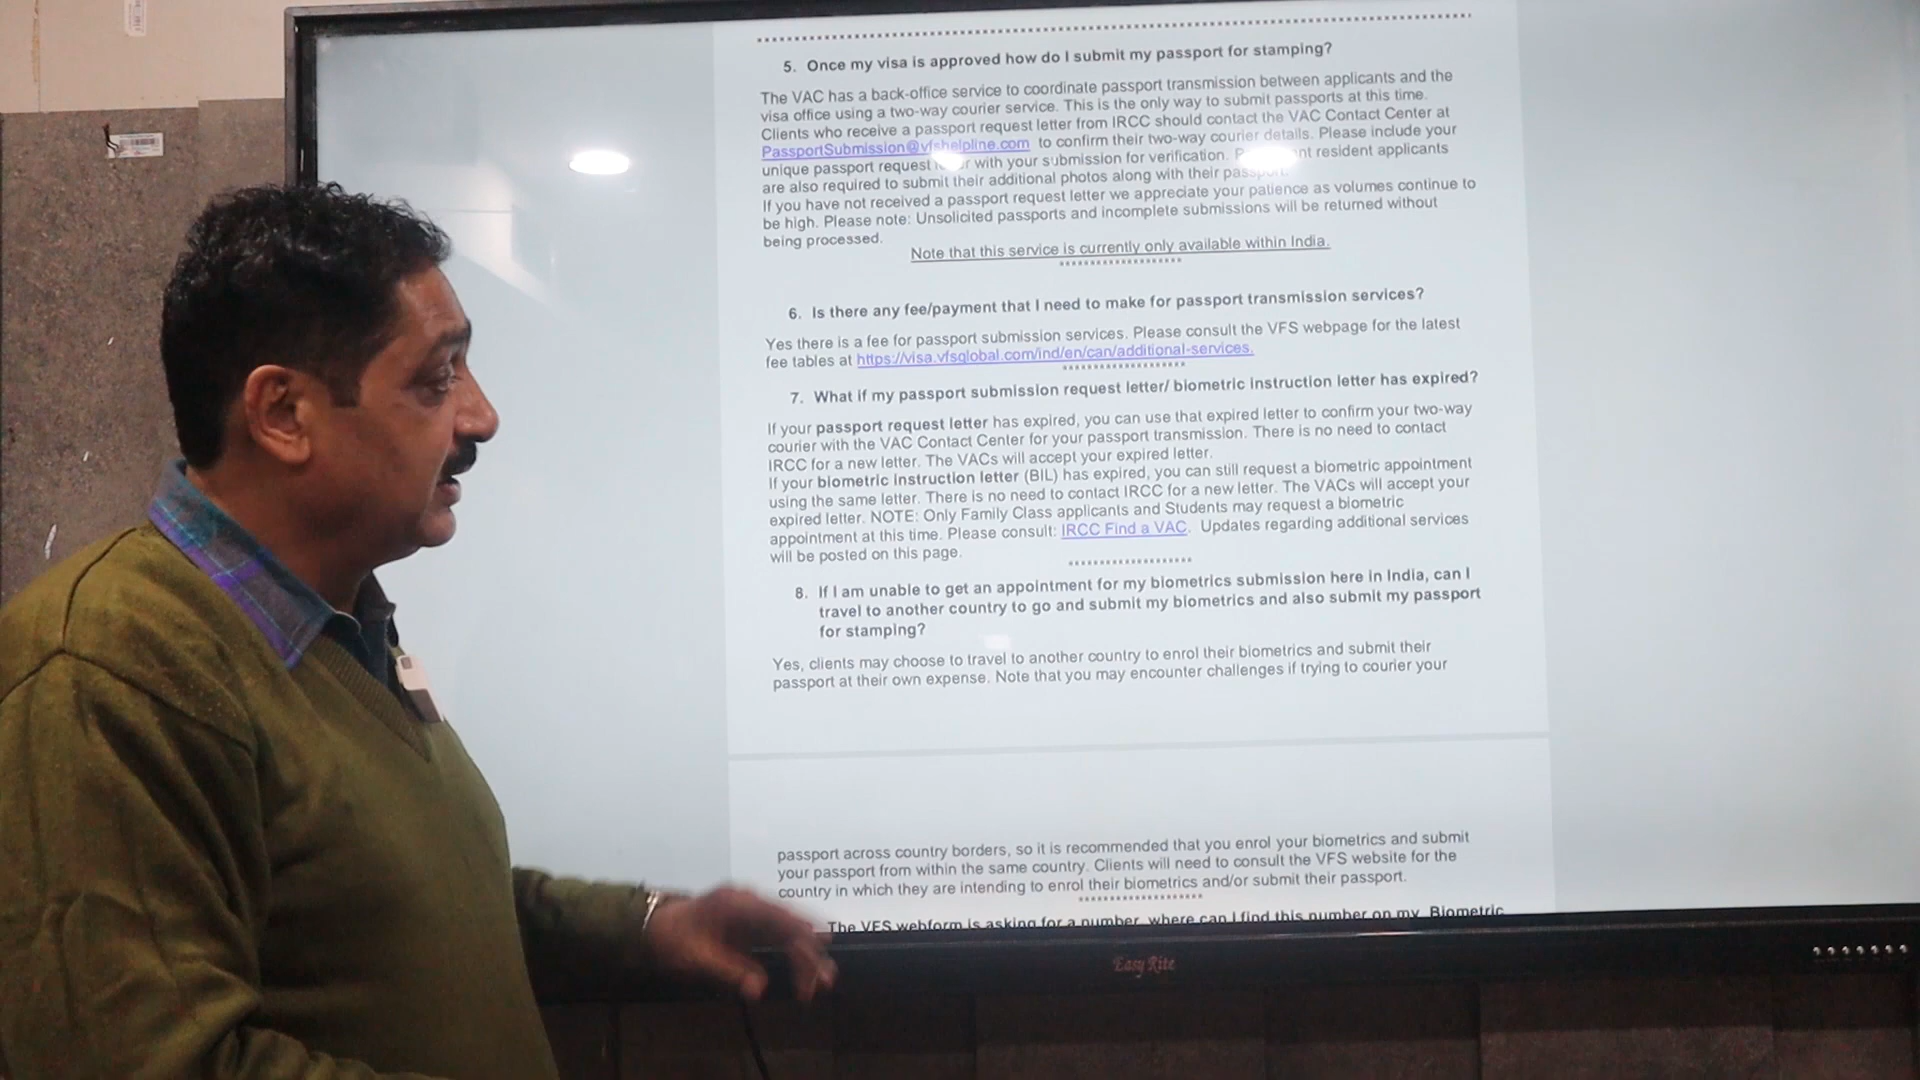 5. Once my visa is approved how do I submit my passport for stamping?
The VAC has a back-office service to coordinate passport transmission between applicants and the
visa office using a two-way courier service. This is the only way to submit passports at this time.
Clients who receive a passport request letter from IRCC should contact the VAC Contact Center at
PassportSubmission@vfshelpline.com to confirm their two-way courier details. Please include your
unique passport request with your submission for verification. resident applicants
are also required to submit their additional photos along with their
If you have not received a passport request letter we appreciate your patience as volumes continue to
be high. Please note: Unsolicited passports and incomplete submissions will be returned without
being processed.
Note that this service is currently only available within India.
6. Is there any fee/payment that I need to make for passport transmission services?
Yes there is a fee for passport submission services. Please consult the VFS webpage for the latest
fee tables at https://visa.vfsglobal.com/ind/en/can/additional-services.
7. What if my passport submission request letter/ biometric instruction letter has expired?
If your passport request letter has expired, you can use that expired letter to confirm your two-way
courier with the VAC Contact Center for your passport transmission. There is no need to contact
IRCC for a new letter. The VACs will accept your expired letter.
If your biometric instruction letter (BIL) has expired, you can still request a biometric appointment
using the same letter. There is no need to contact IRCC for a new letter. The VACs will accept your
expired letter. NOTE: Only Family Class applicants and Students may request a biometric
appointment at this time. Please consult: IRCC Find a VAC. Updates regarding additional services
will be posted on this page.
8. If I am unable to get an appointment for my biometrics submission here in India, can I
travel to another country to go and submit my biometrics and also submit my passport
for stamping?
Yes, clients may choose to travel to another country to enrol their biometrics and submit their
passport at their own expense. Note that you may encounter challenges if trying to courier your
passport across country borders, so it is recommended that you enrol your biometrics and submit
your passport from within the same country. Clients will need to consult the VFS website for the
country in which they are intending to enrol their biometrics and/or submit their passport.
The VFS webform is asking for a number, where can I find this number on my Biometric
Easy Rite